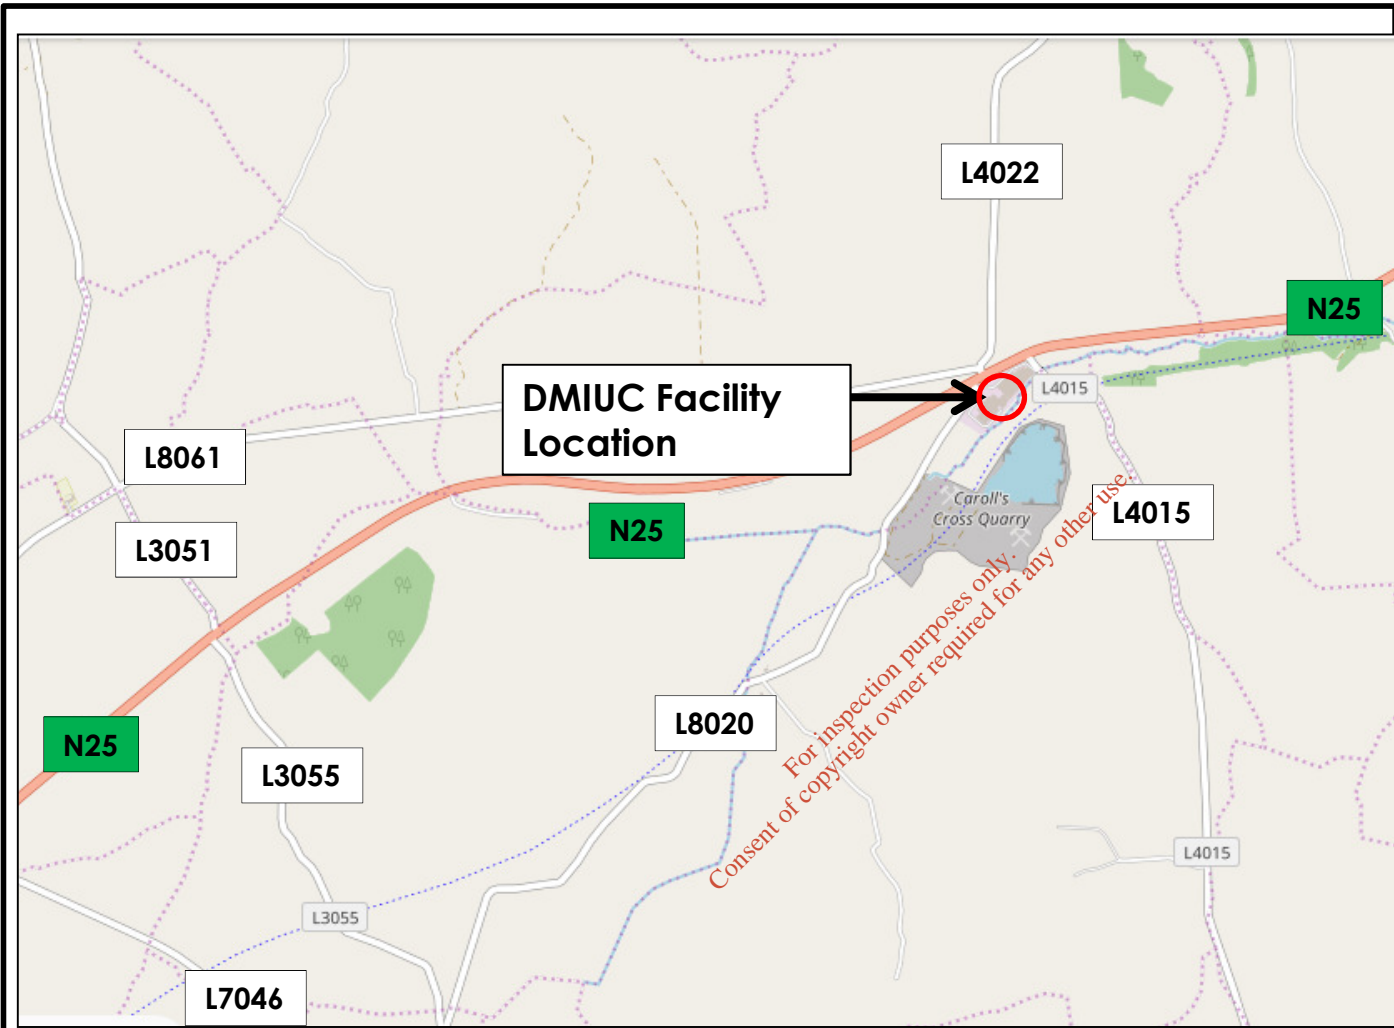 L4022
N25
DMIUC Facility
Location
L4015
L8061
Caroll's
Cross Quarry
L4015
N25
L3051
For inspection purposes only.
Consent of copyright owner required for any other use.
L8020
N25
L3055
L4015
L3055
L7046